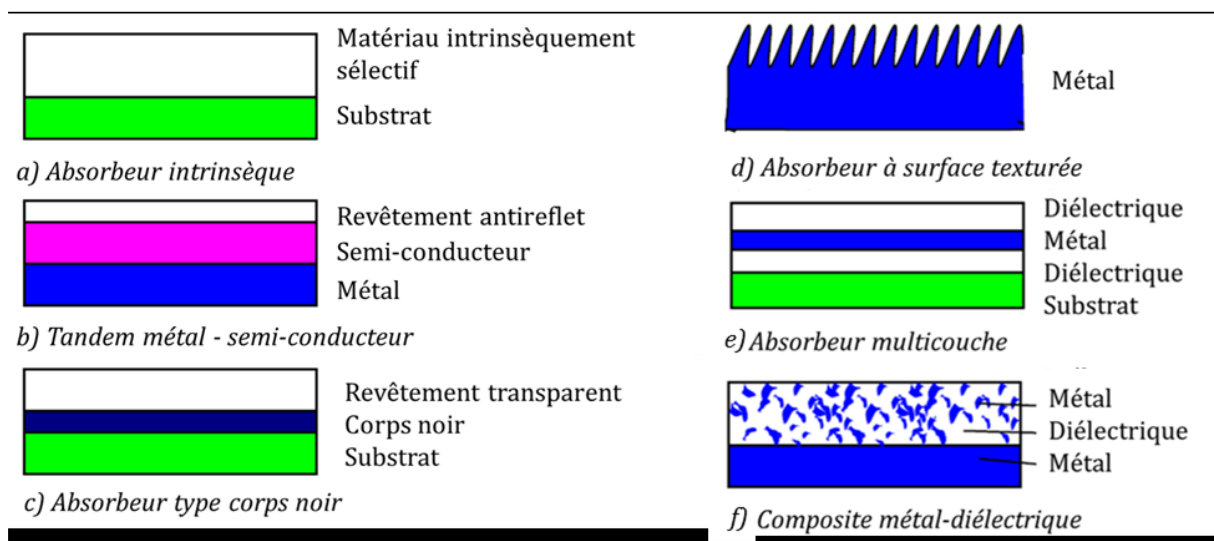 Matériau intrinsèquement
sélectif
Substrat
a) Absorbeur intrinsèque
Revêtement antireflet
Semi-conducteur
Métal
b) Tandem métal - semi-conducteur
Revêtement transparent
Corps noir
Substrat
c) Absorbeur type corps noir
Métal
d) Absorbeur à surface texturée
Diélectrique
Métal
Diélectrique
Substrat
e) Absorbeur multicouche
Métal
Diélectrique
Métal
f) Composite métal-diélectrique